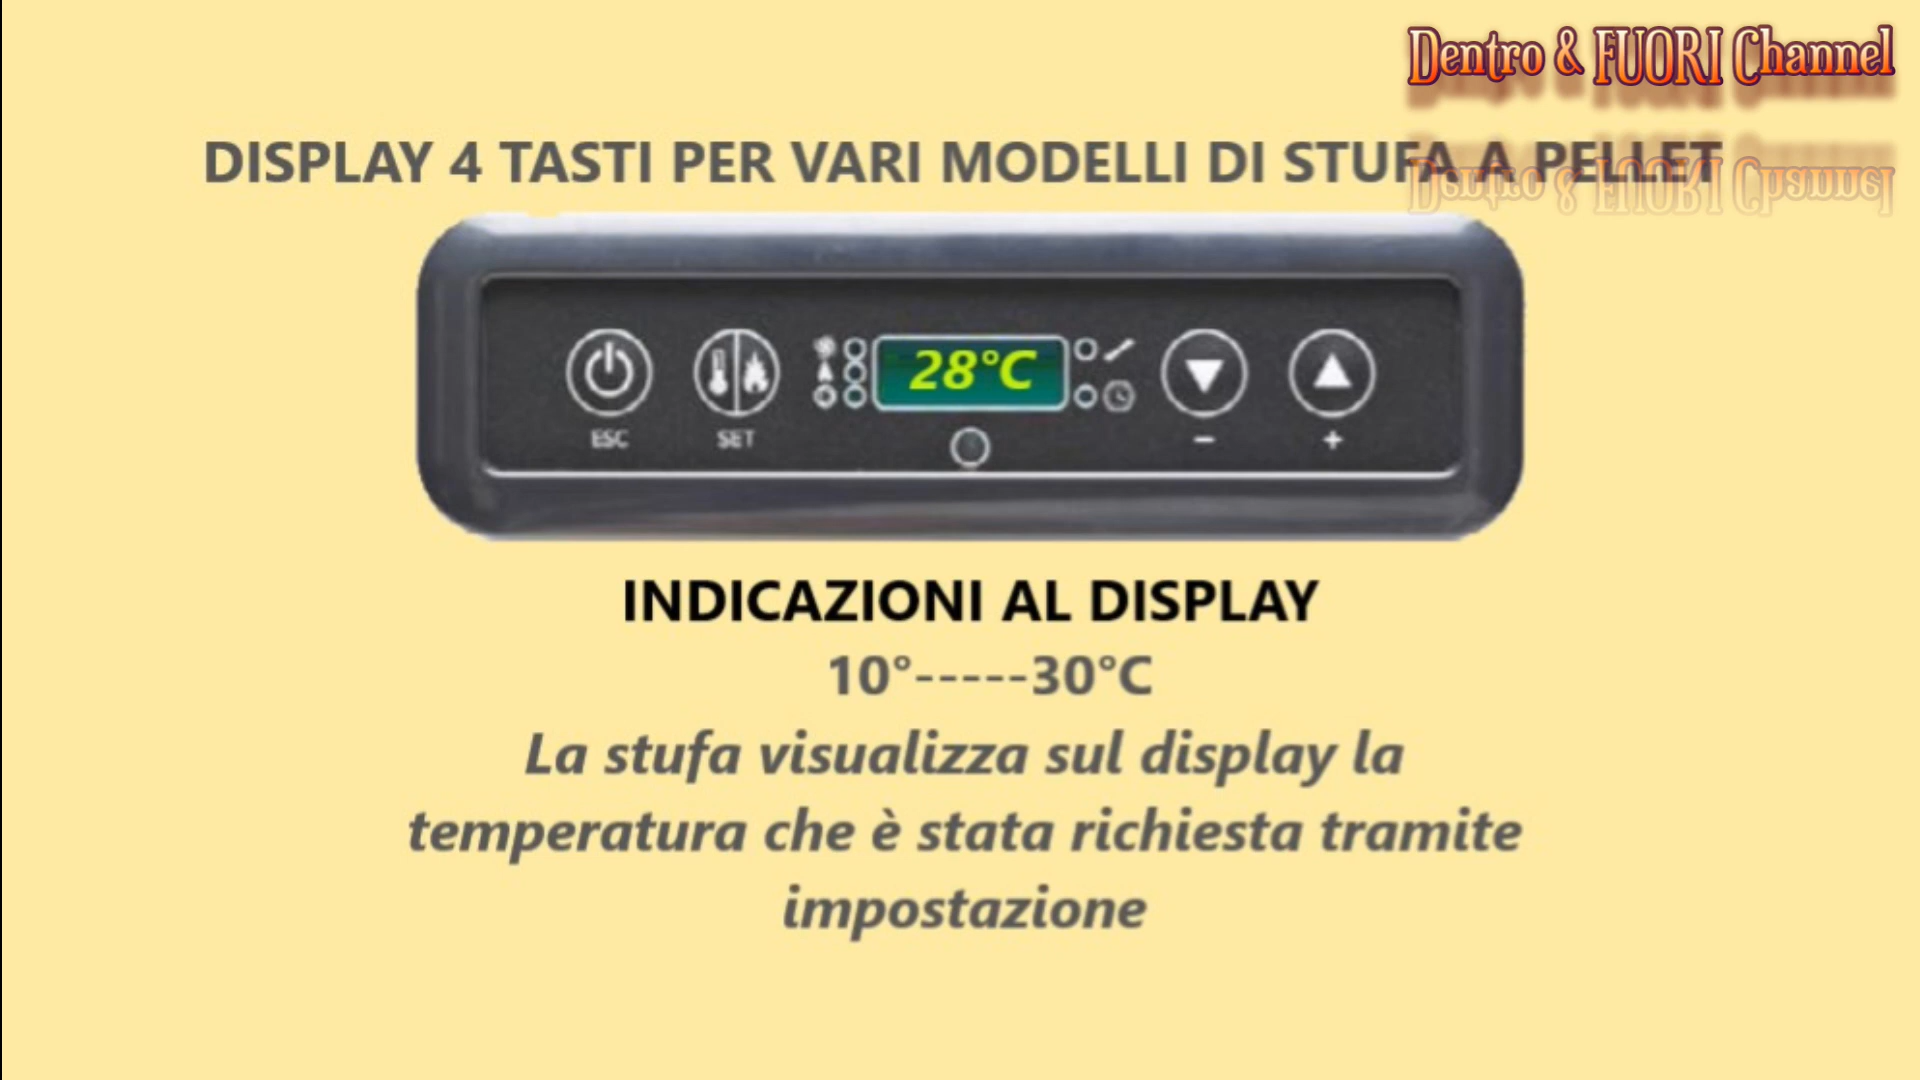 Dentro & FUORI Channel
DISPLAY 4 TASTI PER VARI MODELLI DI STUFA A PELLET
28°C
ESC
SET
-
+
INDICAZIONI AL DISPLAY
10°-----30°C
La stufa visualizza sul display la
temperatura che è stata richiesta tramite
impostazione